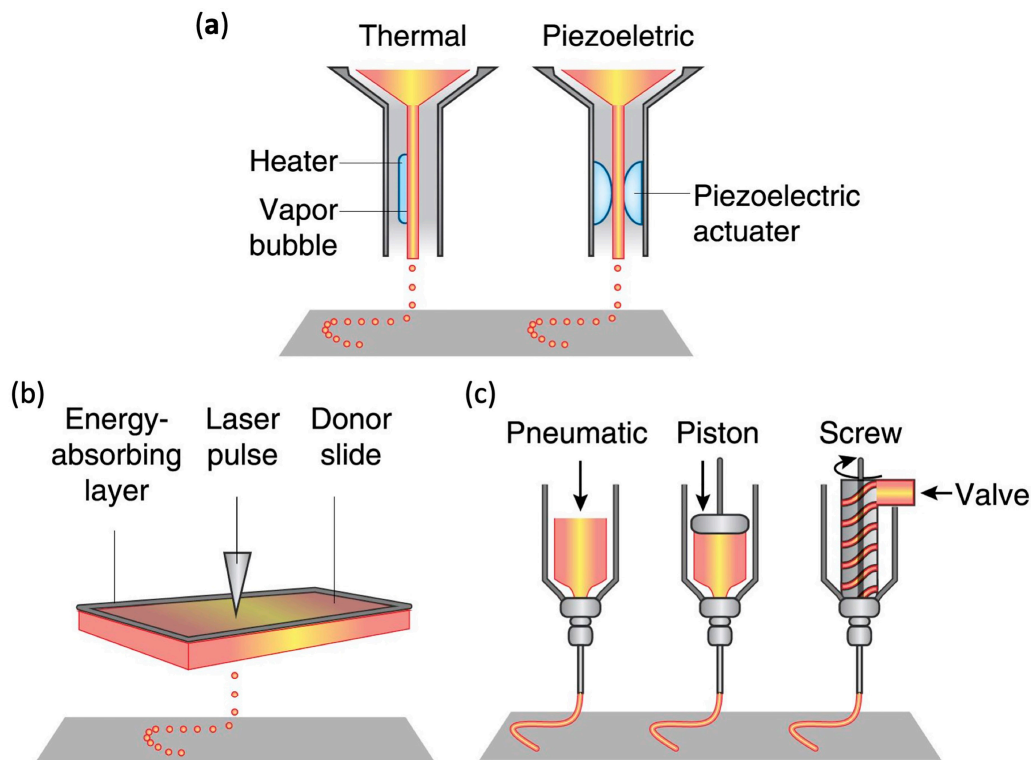 (a)
Thermal
Piezoeletric
Heater
Vapor
bubble
Piezoelectric
actuater
(b)
Energy-
absorbing
layer
Laser
pulse
Donor
slide
(c)
Pneumatic
Piston
Screw
Valve